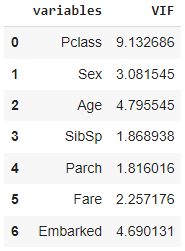 variables VIF
0 Pclass 9.132686
1 Sex 3.081545
2 Age 4.795545
3 SibSp 1.868938
4 Parch 1.816016
5 Fare 2.257176
6 Embarked 4.690131